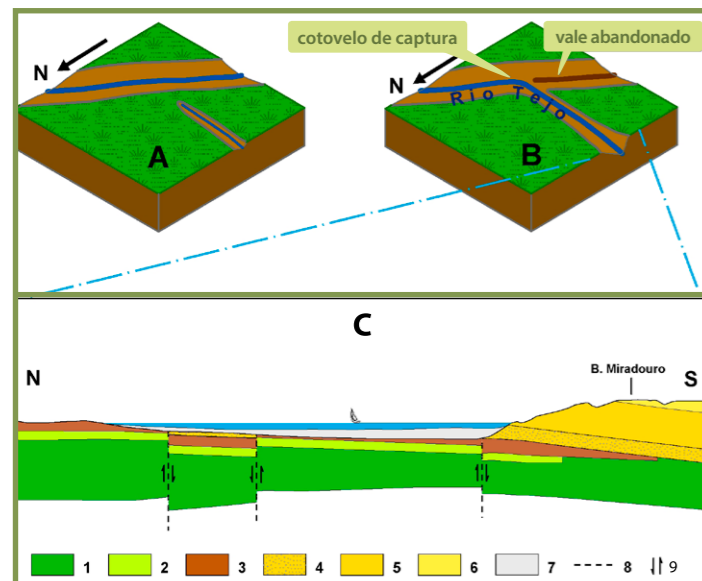 cotovelo de captura
vale abandonado
N
N
Rio Tejo
A
B
C
N
B. Miradouro
S
1 2 3 4 5 6 7 8 9